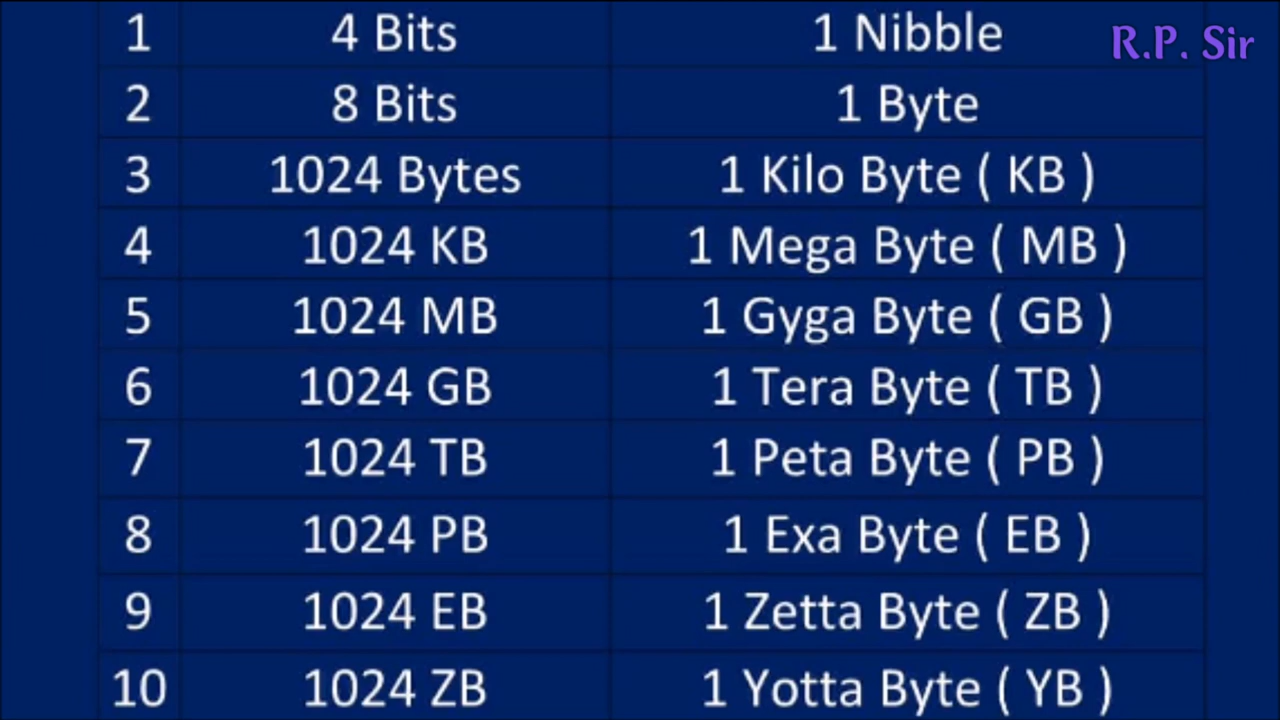 1 4 Bits 1 Nibble
R.P. Sir
2 8 Bits 1 Byte
3 1024 Bytes 1 Kilo Byte ( KB )
4 1024 KB 1 Mega Byte ( MB )
5 1024 MB 1 Gyga Byte ( GB )
6 1024 GB 1 Tera Byte ( TB )
7 1024 TB 1 Peta Byte ( PB )
8 1024 PB 1 Exa Byte ( EB )
9 1024 EB 1 Zetta Byte ( ZB )
10 1024 ZB 1 Yotta Byte ( YB )